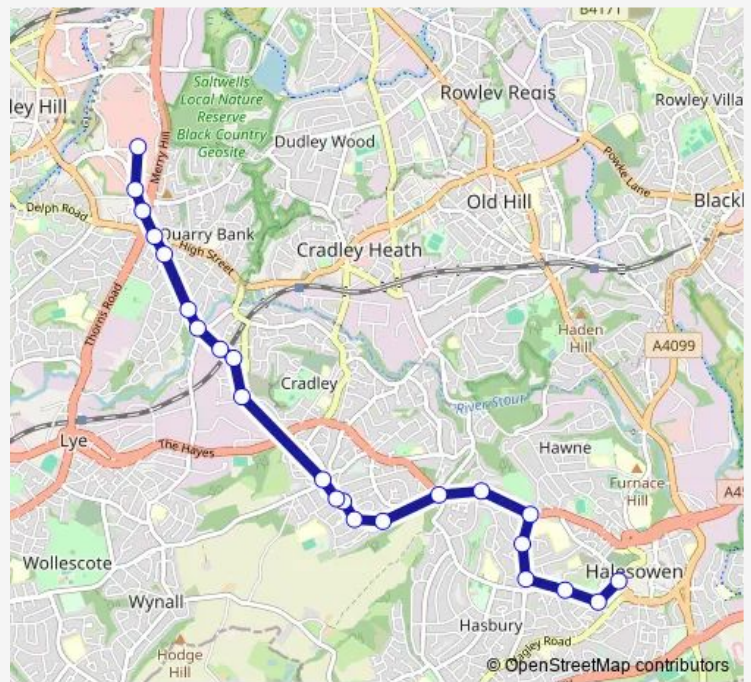 B4171
Saltwells
Local Nature
Reserve
Black Country
Geosite
ley Hill
Rowley Regis
Rowley Villa
Merry Hill
Dudley Wood
Powke Lane
Old Hill
Delph Road
Quarry Bank
High Street
Cradley Heath
Thorns Road
Haden
Hill
A4099
Cradley
River Stour
Lye
The Hayes
Hawne
Furnace
Hill
Wollescote
Halesowen
Wynall
Hasbury
Hodge
Hill
agley Road
© OpenStreetMap contributors